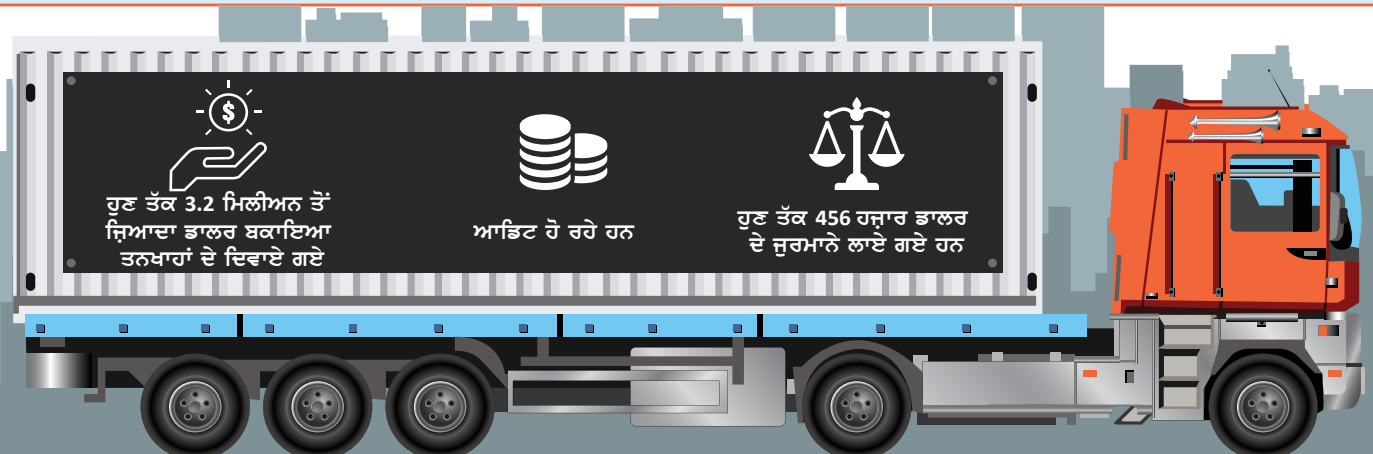 ਹੁਣ ਤੱਕ 3.2 ਮਿਲੀਅਨ ਤੋਂ
ਜ਼ਿਆਦਾ ਡਾਲਰ ਬਕਾਇਆ
ਤਨਖਾਹਾਂ ਦੇ ਦਿਵਾਏ ਗਏ
ਆਡਿਟ ਹੋ ਰਹੇ ਹਨ
ਹੁਣ ਤੱਕ 456 ਹਜ਼ਾਰ ਡਾਲਰ
ਦੇ ਜੁਰਮਾਨੇ ਲਾਏ ਗਏ ਹਨ